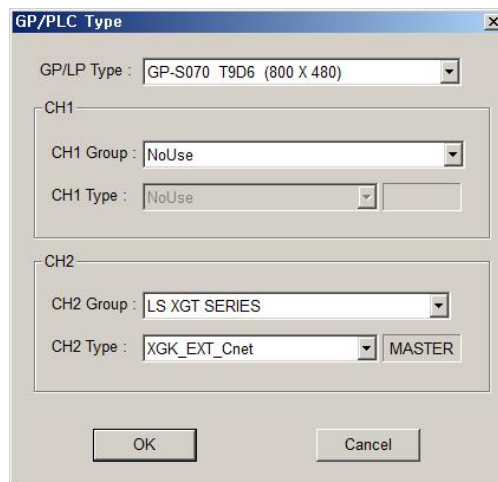 GP/PLC Type
GP/LP Type : GP-S070 T9D6 (800 X 480)
CH1
CH1 Group : NoUse
CH1 Type : NoUse
CH2
CH2 Group : LS XGT SERIES
CH2 Type : XGK_EXT_Cnet MASTER
OK Cancel